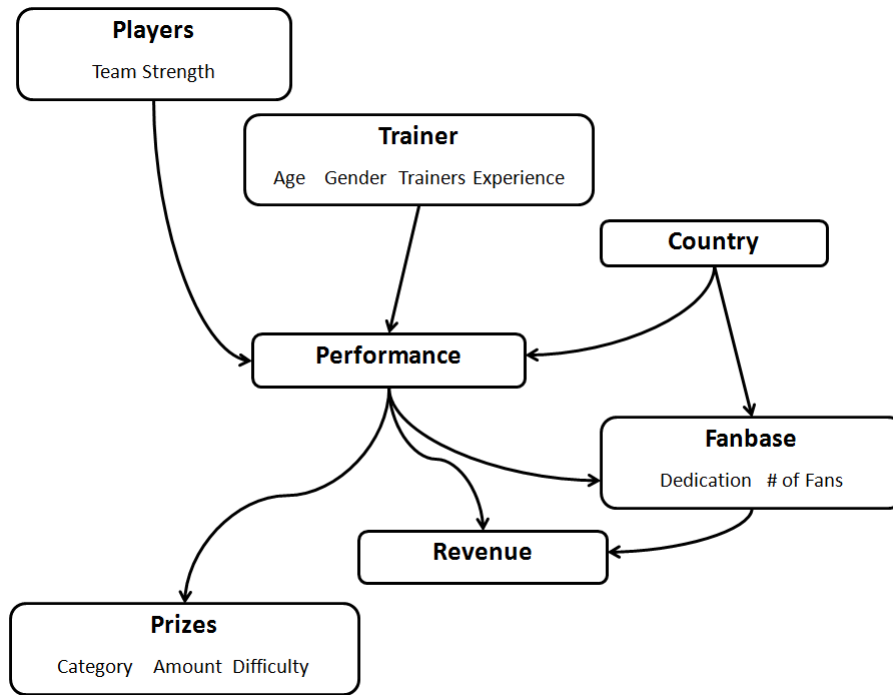 Players
Team Strength
Trainer
Age Gender Trainers Experience
Country
Performance
Fanbase
Dedication # of Fans
Revenue
Prizes
Category Amount Difficulty